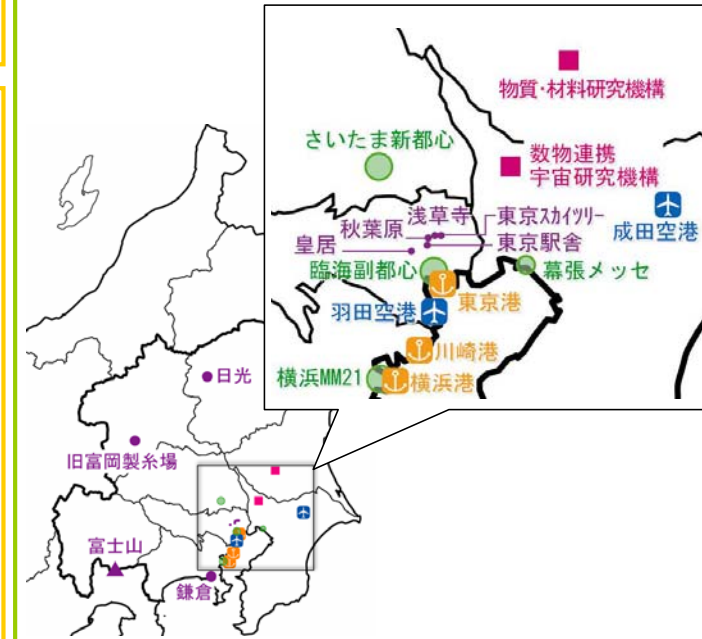 物質・材料研究機構
さいたま新都心
数物連携
宇宙研究機構
成田空港
浅草寺
東京スカイツリー
秋葉原
皇居
東京駅舎
臨海副都心
幕張メッセ
東京港
羽田空港
川崎港
横浜MM21
横浜港
日光
旧富岡製糸場
富士山
鎌倉